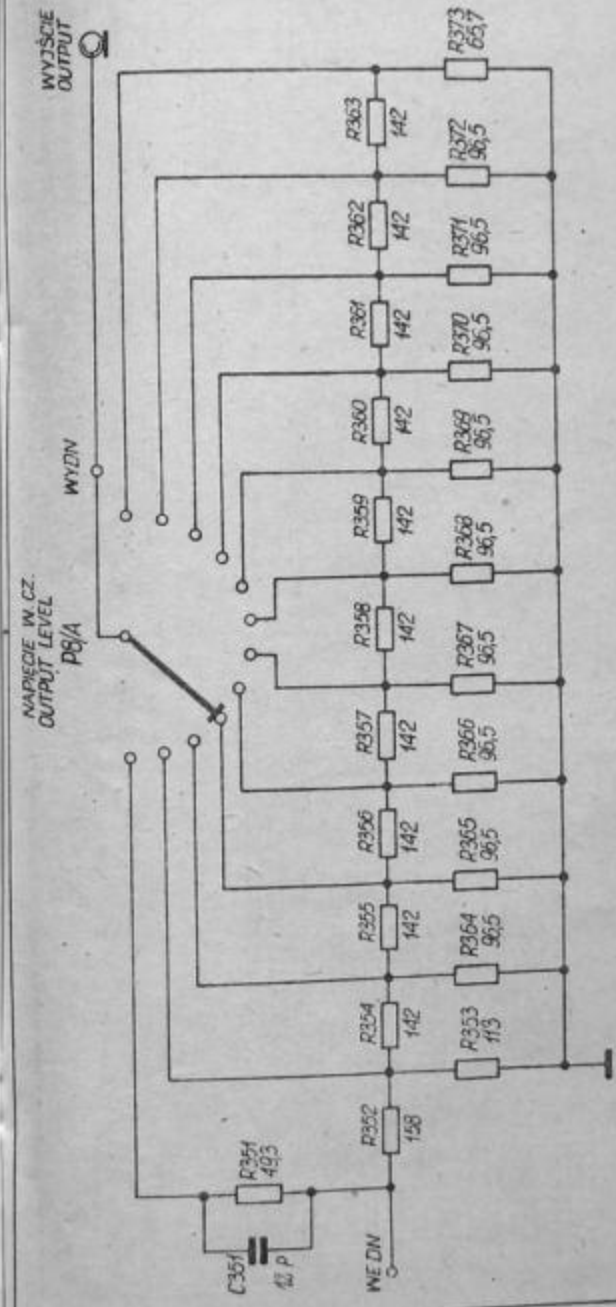 NAPIĘCIE W. CZ.
OUTPUT LEVEL
P8/A
WYJŚCIE
OUTPUT
WYDN
C351
12 P
R351
49,3
WE DN
R352
158
R354
142
R355
142
R356
142
R357
142
R358
142
R359
142
R360
142
R361
142
R362
142
R363
142
R353
113
R364
96,5
R365
96,5
R366
96,5
R367
96,5
R368
96,5
R369
96,5
R370
96,5
R371
96,5
R372
96,5
R373
65,7